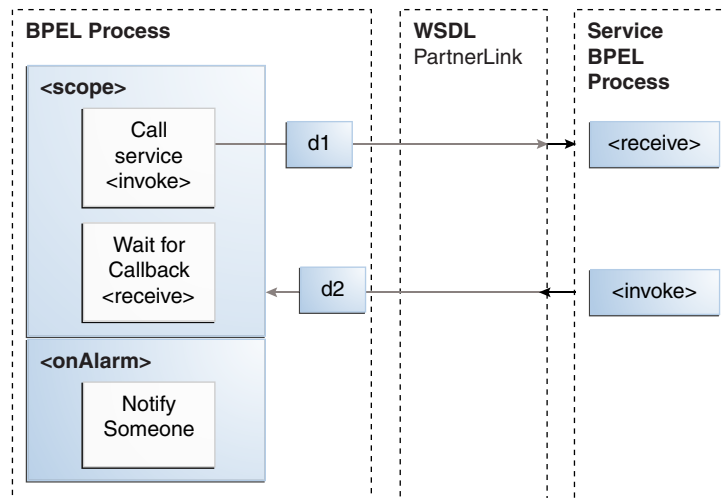 BPEL Process
<scope>
Call
service
<invoke>
d1
Wait for
Callback
<receive>
d2
<onAlarm>
Notify
Someone
WSDL
PartnerLink
Service
BPEL
Process
<receive>
<invoke>